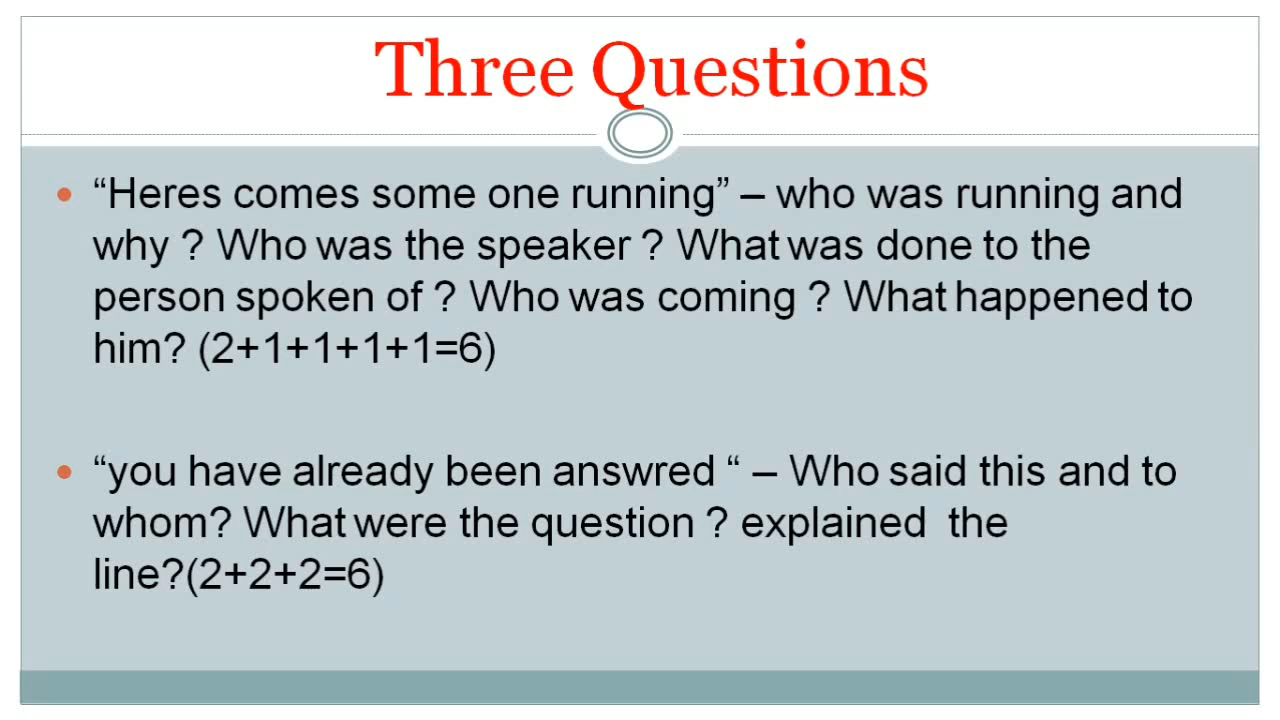 Three Questions
• “Heres comes some one running” – who was running and
why ? Who was the speaker ? What was done to the
person spoken of ? Who was coming ? What happened to
him? (2+1+1+1+1=6)
• “you have already been answred “ – Who said this and to
whom? What were the question ? explained the
line?(2+2+2=6)